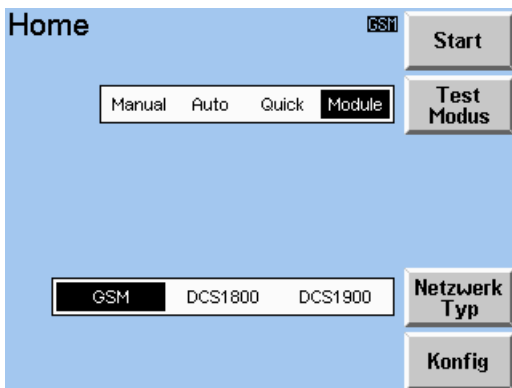 Home GSM
Start
Manual Auto Quick Module
Test
Modus
GSM DCS1800 DCS1900
Netzwerk
Typ
Konfig